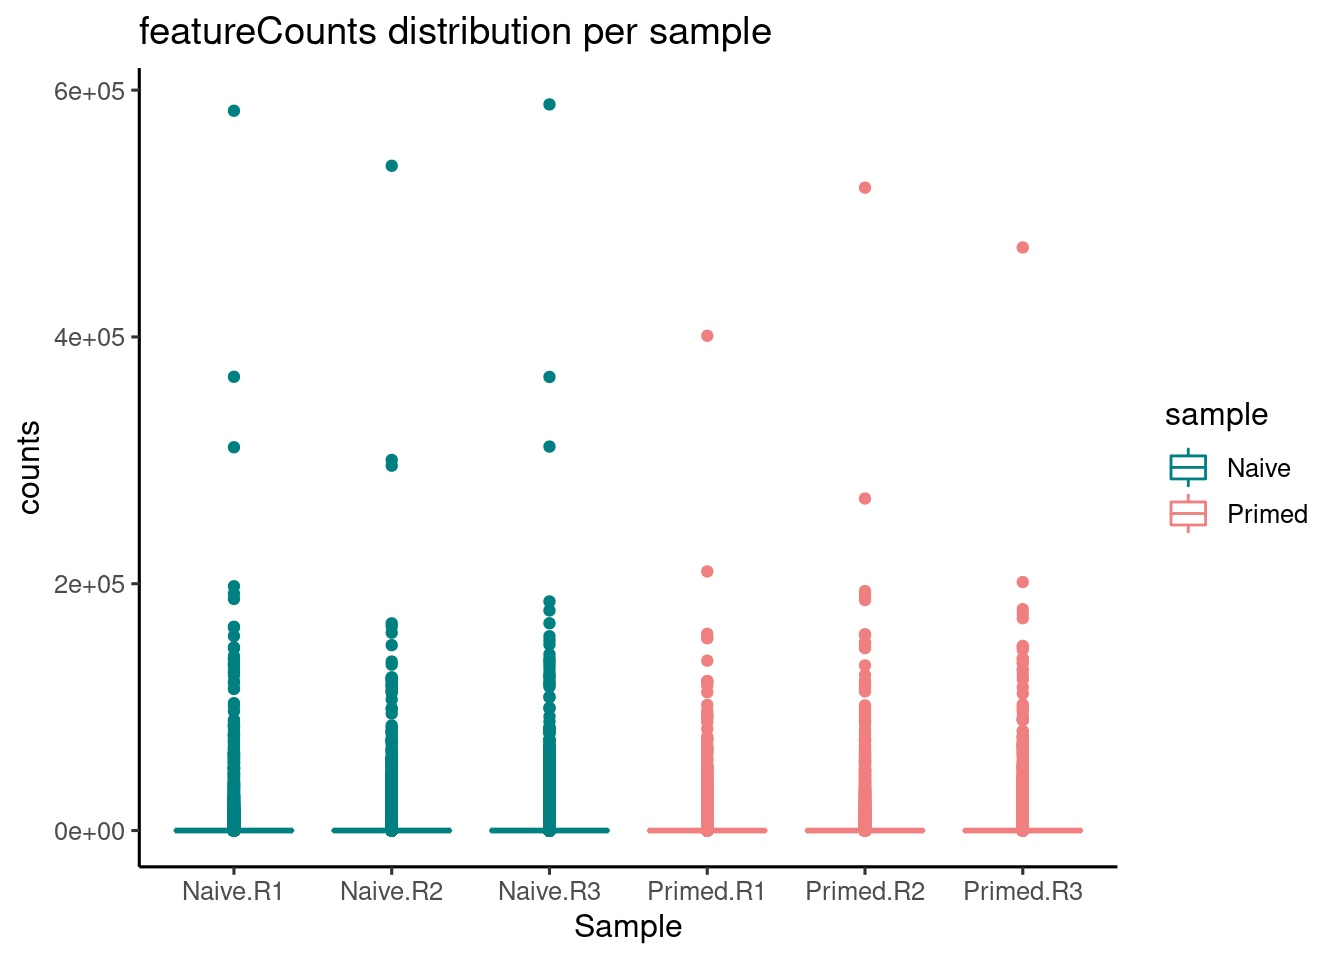 featureCounts distribution per sample
6e+05
4e+05
2e+05
0e+00
counts
Naive.R1 Naive.R2 Naive.R3 Primed.R1 Primed.R2 Primed.R3
Sample
sample
Naive
Primed